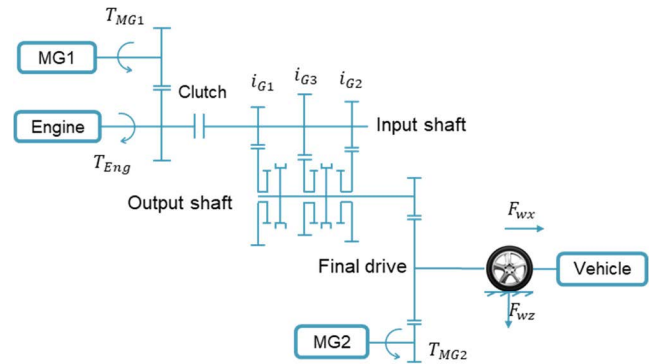 T_MG1
MG1
Clutch
i_G1
i_G3
i_G2
Engine
Input shaft
T_Eng
Output shaft
F_wx
Final drive
Vehicle
F_wz
MG2
T_MG2